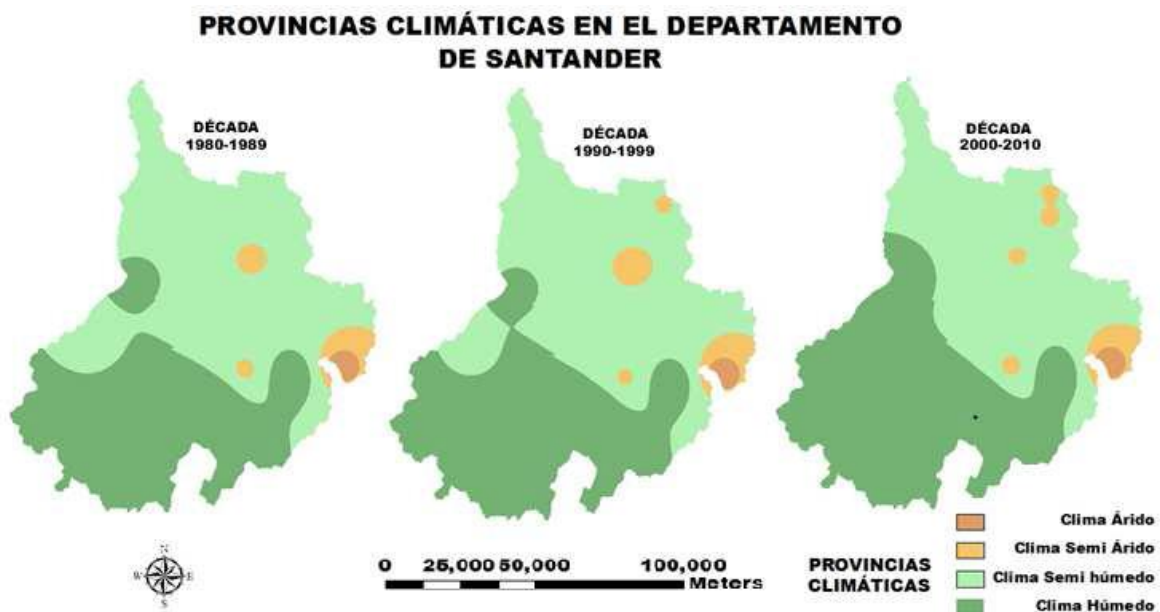 PROVINCIAS CLIMÁTICAS EN EL DEPARTAMENTO
DE SANTANDER
DÉCADA
1980-1989
DÉCADA
1990-1999
DÉCADA
2000-2010
N
W E
S
0 25,000 50,000 100,000
Meters
PROVINCIAS
CLIMÁTICAS
Clima Árido
Clima Semi Árido
Clima Semi húmedo
Clima Húmedo